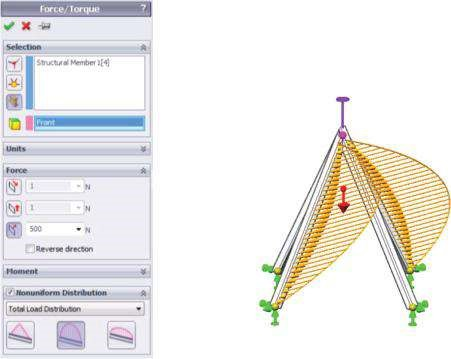 Force/Torque ?
Selection
Structural Member1[4]
Front
Units
Force
1 N
1 N
500 N
Reverse direction
Moment
Nonuniform Distribution
Total Load Distribution